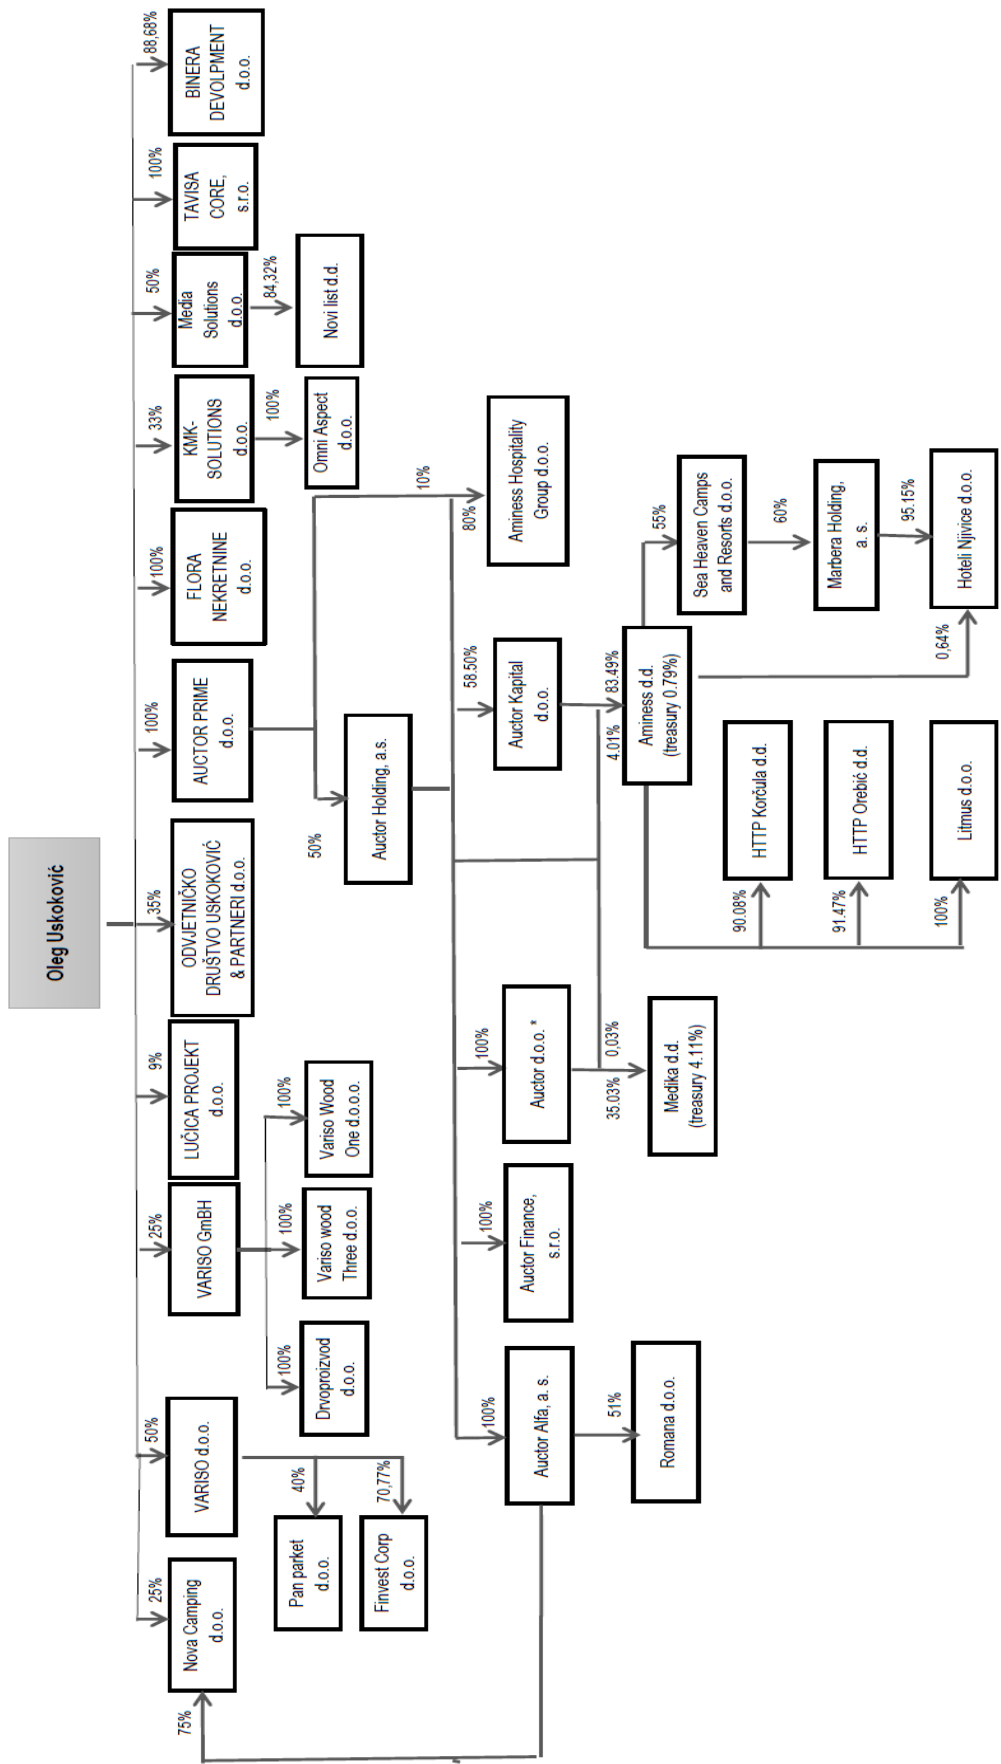 Oleg Uskoković
25%
50%
25%
9%
35%
100%
100%
33%
50%
100%
88,68%
Nova Camping
d.o.o.
VARISO d.o.o.
VARISO GmBH
LUČICA PROJEKT
d.o.o.
ODVJETNIČKO
DRUŠTVO USKOKOVIĆ
& PARTNERI d.o.o.
AUCTOR PRIME
d.o.o.
FLORA
NEKRETNINE
d.o.o.
KMK-
SOLUTIONS
d.o.o.
Media
Solutions
d.o.o.
TAVISA
CORE,
s.r.o.
BINERA
DEVOLPMENT
d.o.o.
75%
40%
70,77%
100%
100%
100%
100%
84,32%
Pan parket
d.o.o.
Finvest Corp
d.o.o.
Drvoproizvod
d.o.o.
Variso wood
Three d.o.o.
Variso Wood
One d.o.o.o.
Omni Aspect
d.o.o.
Novi list d.d.
50%
10%
Auctor Holding, a.s.
100%
100%
100%
58.50%
80%
Auctor Alfa, a. s.
Auctor Finance,
s.r.o.
Auctor d.o.o. *
Auctor Kapital
d.o.o.
Aminess Hospitality
Group d.o.o.
51%
35.03%
0,03%
4.01%
83.49%
Romana d.o.o.
Medika d.d.
(treasury 4.11%)
Aminess d.d.
(treasury 0.79%)
55%
Sea Heaven Camps
and Resorts d.o.o.
90.08%
HTTP Korčula d.d.
60%
Marbera Holding,
a. s.
91.47%
HTTP Orebić d.d.
0,64%
95.15%
100%
Litmus d.o.o.
Hoteli Njivice d.o.o.